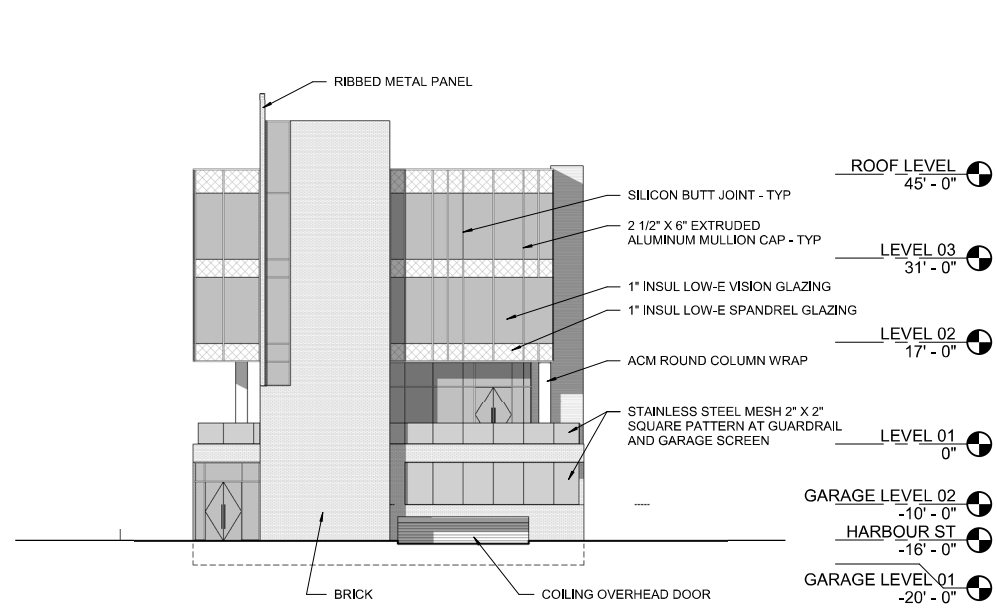 RIBBED METAL PANEL
ROOF LEVEL
45' - 0"
SILICON BUTT JOINT - TYP
2 1/2" X 6" EXTRUDED
ALUMINUM MULLION CAP - TYP
LEVEL 03
31' - 0"
1" INSUL LOW-E VISION GLAZING
1" INSUL LOW-E SPANDREL GLAZING
LEVEL 02
17' - 0"
ACM ROUND COLUMN WRAP
STAINLESS STEEL MESH 2" X 2"
SQUARE PATTERN AT GUARDRAIL
AND GARAGE SCREEN
LEVEL 01
0"
GARAGE LEVEL 02
-10' - 0"
HARBOUR ST
-16' - 0"
GARAGE LEVEL 01
-20' - 0"
BRICK
COILING OVERHEAD DOOR